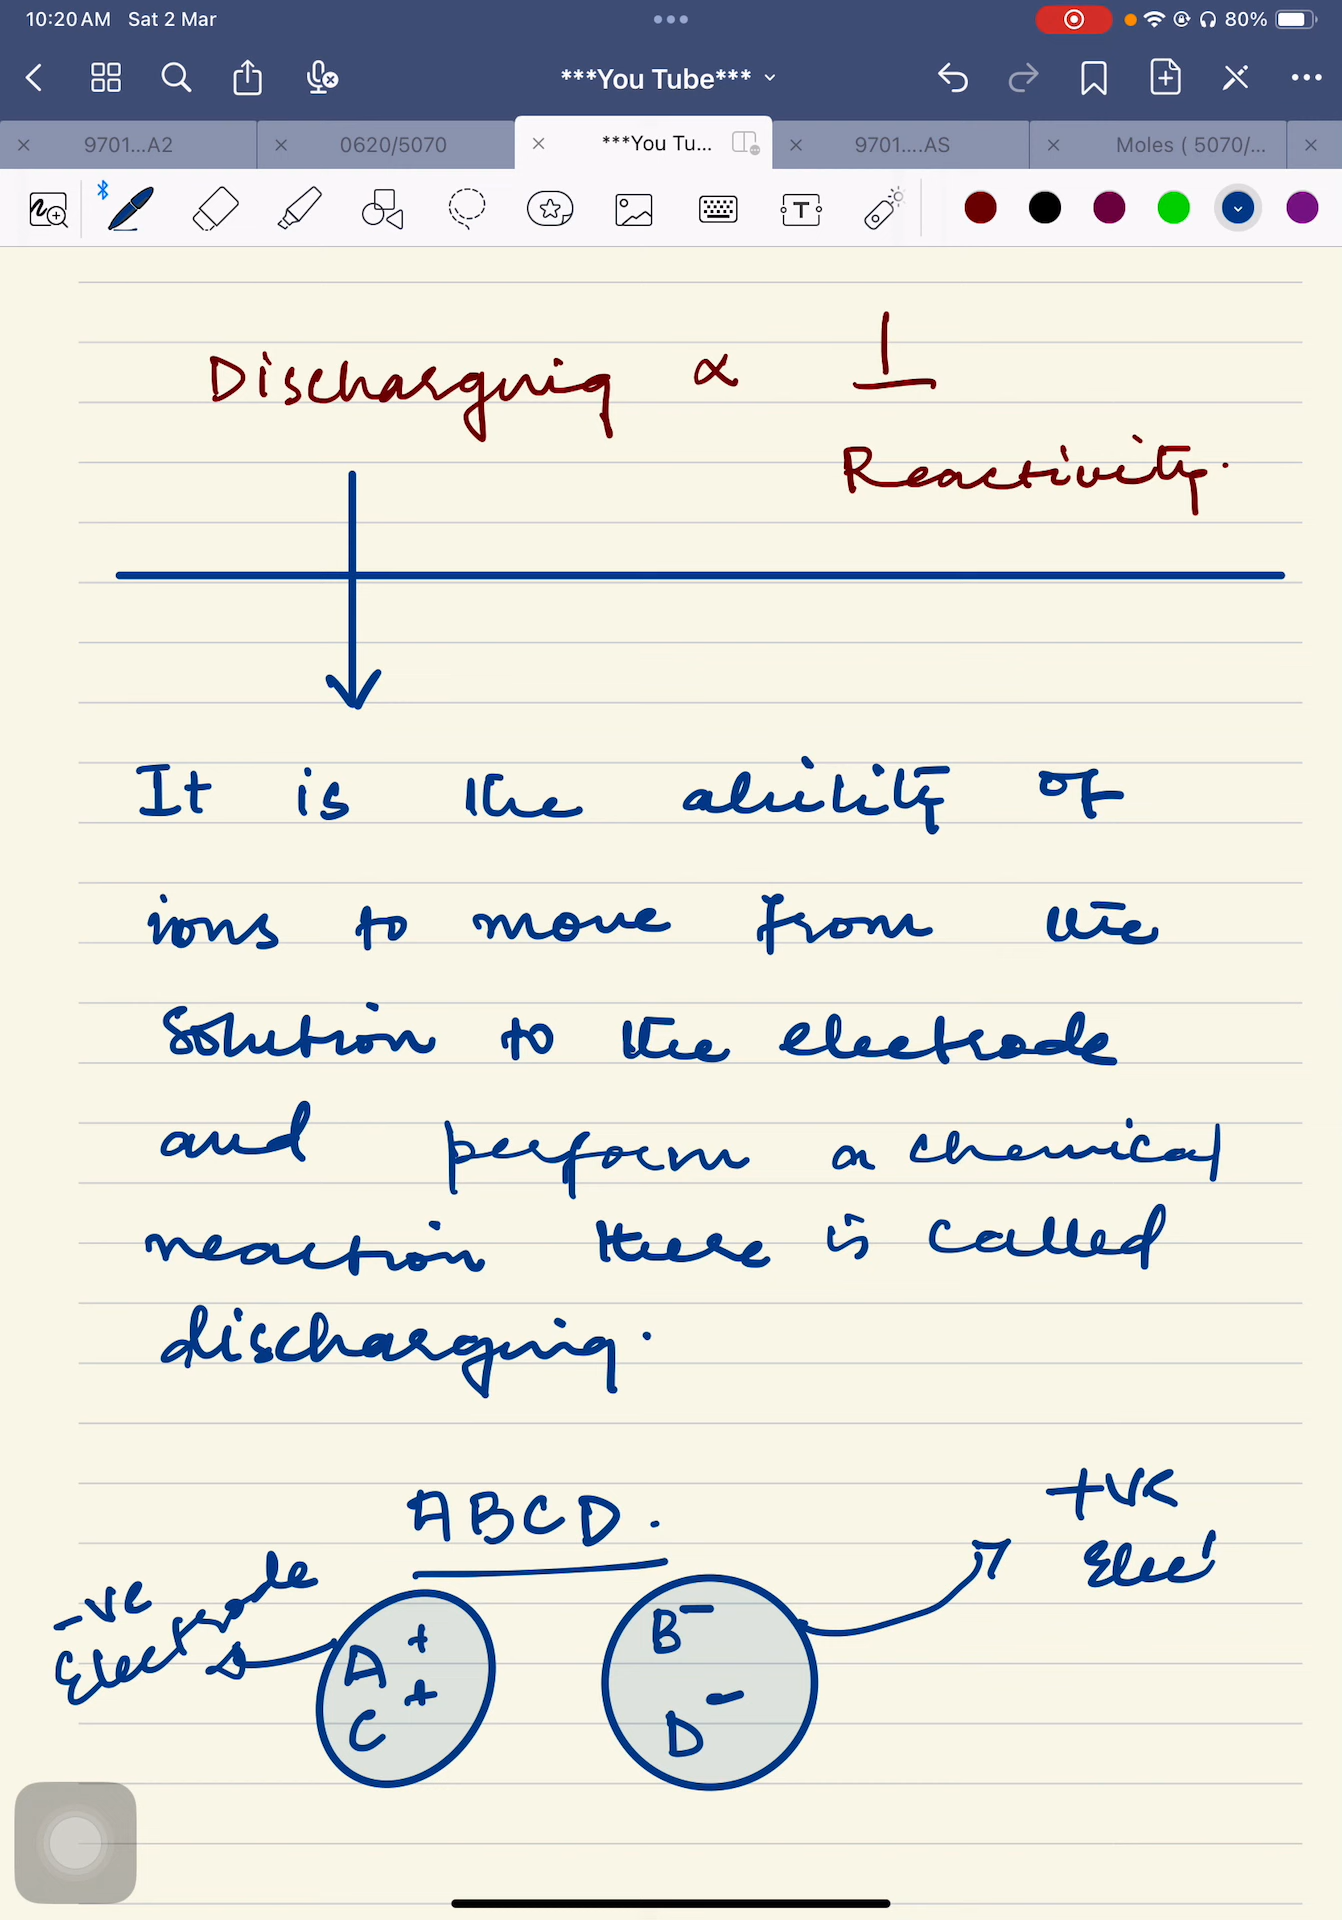 10:20 AM Sat 2 Mar
80%
***You Tube***
9701...A2
0620/5070
***You Tu...
9701....AS
Moles ( 5070/...
T
Discharging ∝ 1
Reactivity.
It is the ability of
ions to move from the
solution to the electrode
and perform a chemical
reaction there is called
discharging.
ABCD.
+ve
Elec'
-ve
Electrode
A+
C+
B-
D-